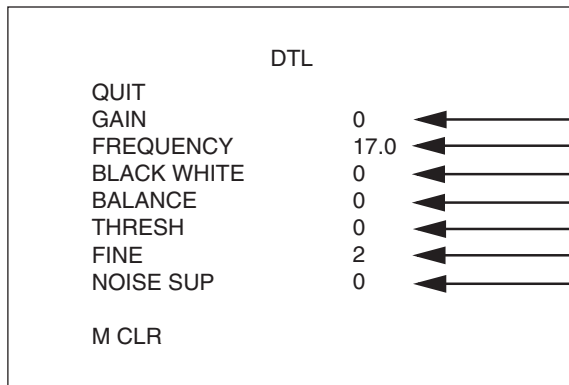 DTL
QUIT
GAIN 0
FREQUENCY 17.0
BLACK WHITE 0
BALANCE 0
THRESH 0
FINE 2
NOISE SUP 0
M CLR